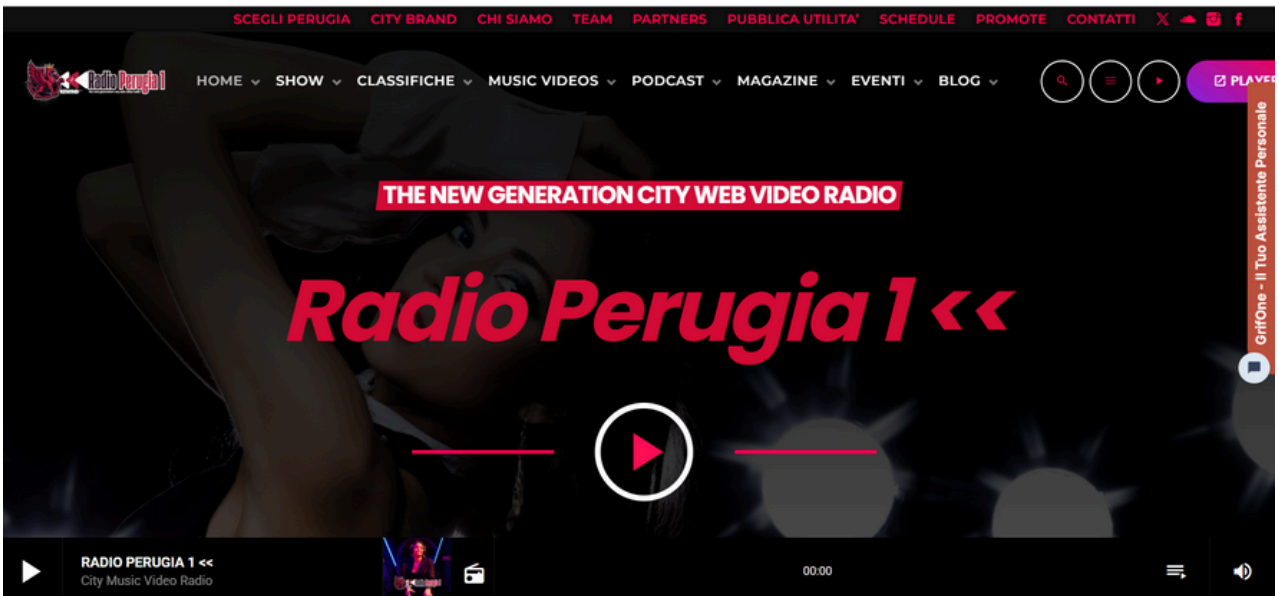 SCEGLI PERUGIA CITY BRAND CHI SIAMO TEAM PARTNERS PUBBLICA UTILITA' SCHEDULE PROMOTE CONTATTI
Radio Perugia 1
HOME SHOW CLASSIFICHE MUSIC VIDEOS PODCAST MAGAZINE EVENTI BLOG PLAYER
GrifOne - Il Tuo Assistente Personale
THE NEW GENERATION CITY WEB VIDEO RADIO
Radio Perugia 1 <<
RADIO PERUGIA 1 <<
City Music Video Radio
00:00